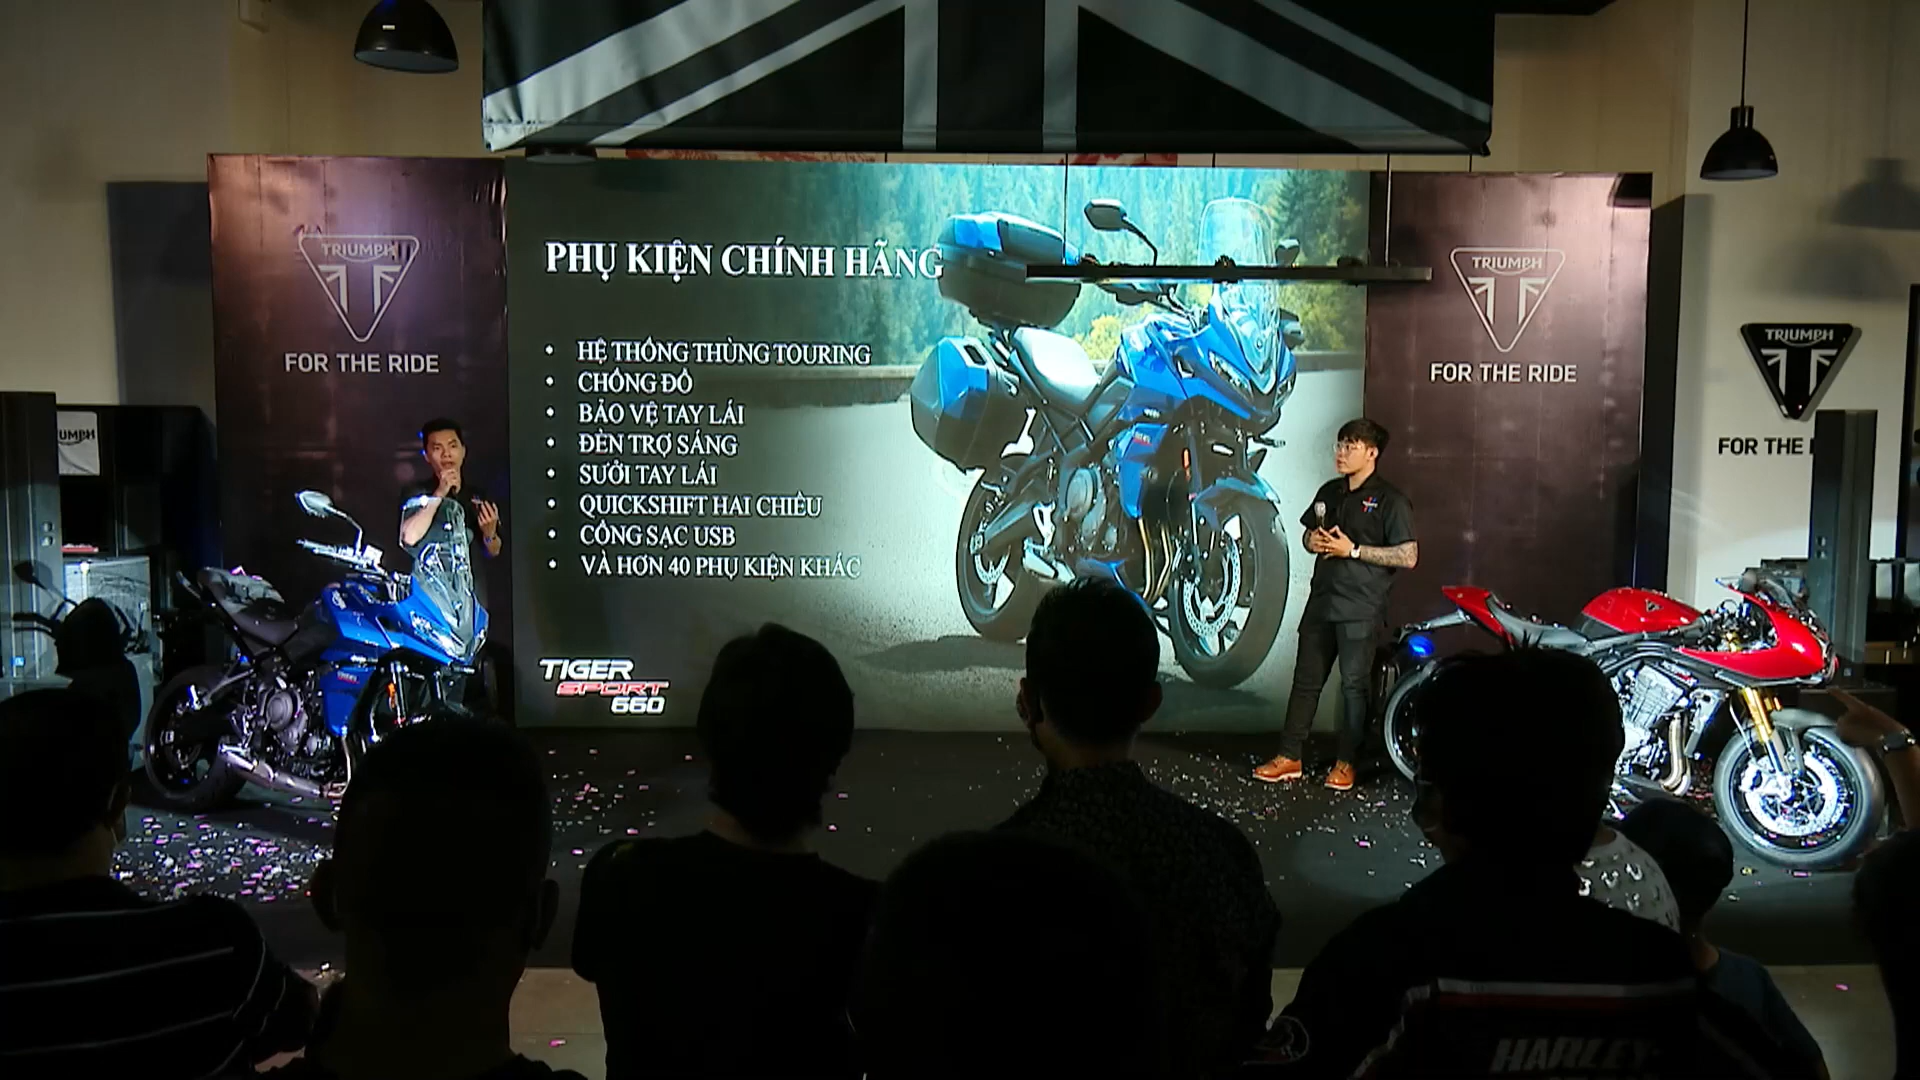 TRIUMPH
FOR THE RIDE
PHỤ KIỆN CHÍNH HÃNG
• HỆ THỐNG THÙNG TOURING
• CHỐNG ĐỔ
• BẢO VỆ TAY LÁI
• ĐÈN TRỢ SÁNG
• SƯỞI TAY LÁI
• QUICKSHIFT HAI CHIỀU
• CỔNG SẠC USB
• VÀ HƠN 40 PHỤ KIỆN KHÁC
TIGER
SPORT
660
TRIUMPH
FOR THE RIDE
TRIUMPH
FOR THE
UMPH
HARLEY-